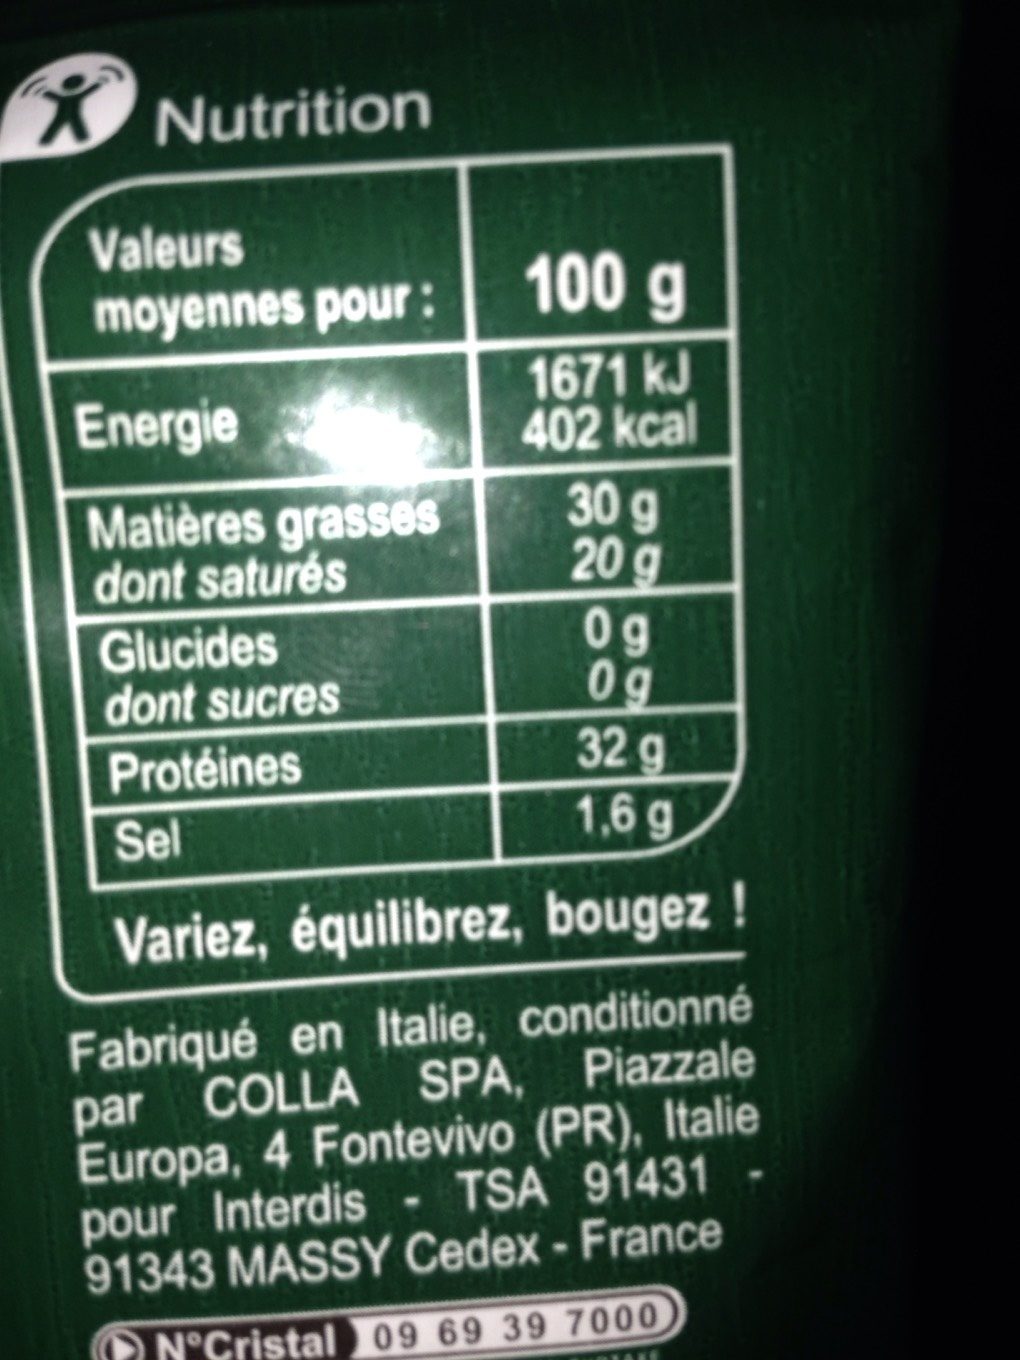 Nutrition
Valeurs
moyennes pour :
100 g
Energie
1671 kJ
402 kcal
Matières grasses 30 g
dont saturés 20 g
Glucides 0 g
dont sucres 0 g
Protéines 32 g
Sel 1,6 g
Variez, équilibrez, bougez !
Fabriqué en Italie, conditionné
par COLLA SPA, Piazzale
Europa, 4 Fontevivo (PR), Italie
pour Interdis - TSA 91431 -
91343 MASSY Cedex - France
N°Cristal 09 69 39 7000